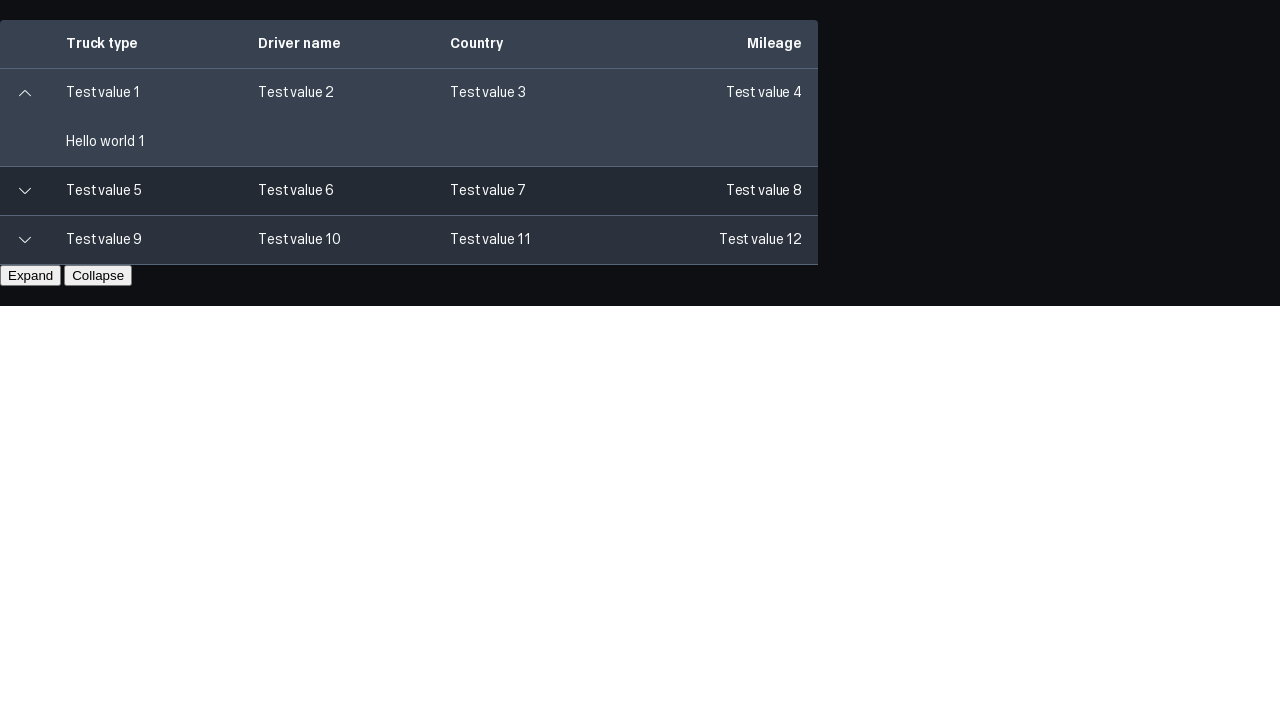 Truck type Driver name Country Mileage
Test value 1 Test value 2 Test value 3 Test value 4
Hello world 1
Test value 5 Test value 6 Test value 7 Test value 8
Test value 9 Test value 10 Test value 11 Test value 12
Expand Collapse